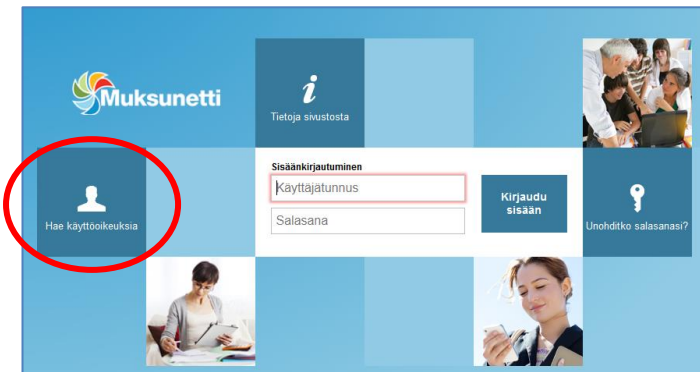 Muksunetti
Tietoja sivustosta
Sisäänkirjautuminen
Käyttäjätunnus
Salasana
Kirjaudu
sisään
Hae käyttöoikeuksia
Unohditko salasanasi?